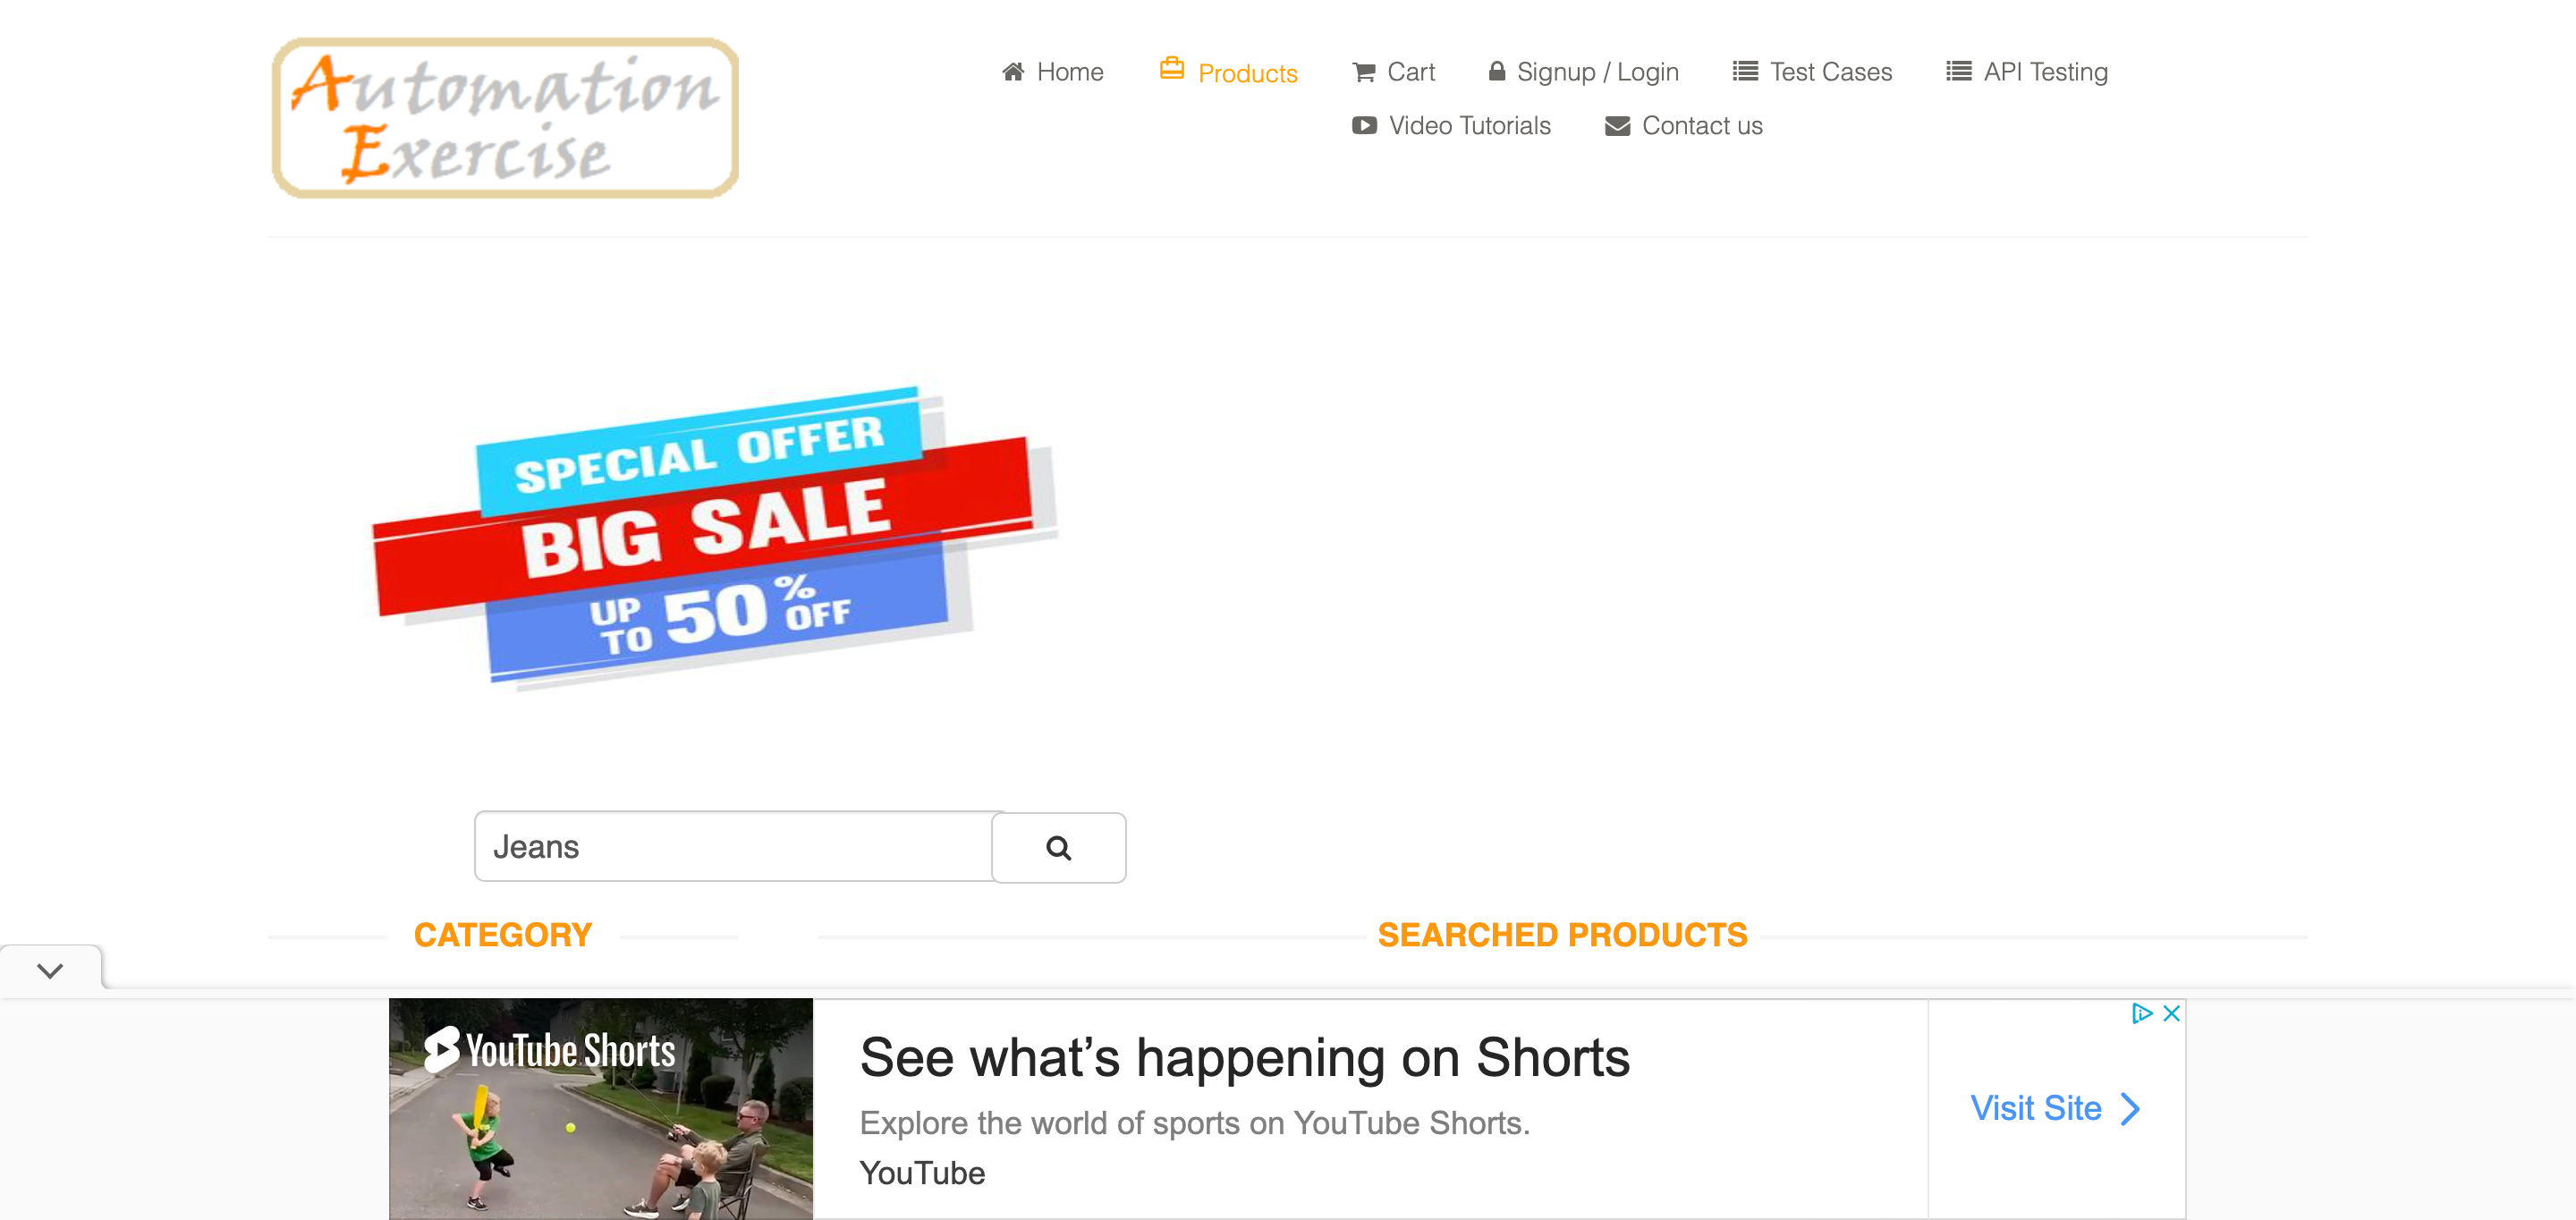 Automation
Exercise
Home
Products
Cart
Signup / Login
Test Cases
API Testing
Video Tutorials
Contact us
SPECIAL OFFER
BIG SALE
UP TO 50% OFF
Jeans
CATEGORY
SEARCHED PRODUCTS
YouTube Shorts
See what’s happening on Shorts
Explore the world of sports on YouTube Shorts.
YouTube
Visit Site